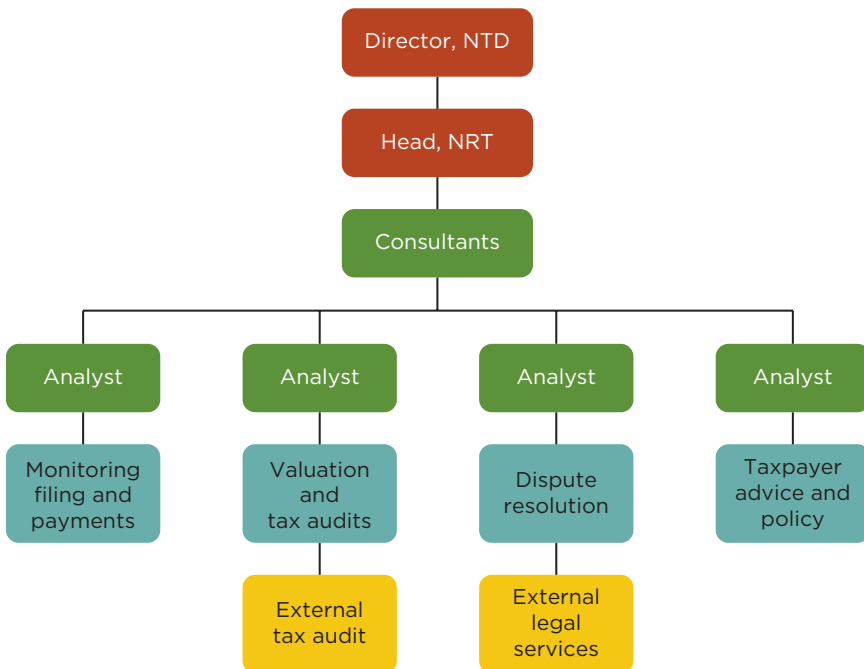 Director, NTD
Head, NRT
Consultants
Analyst
Analyst
Analyst
Analyst
Monitoring
filing and
payments
Valuation
and
tax audits
Dispute
resolution
Taxpayer
advice and
policy
External
tax audit
External
legal
services